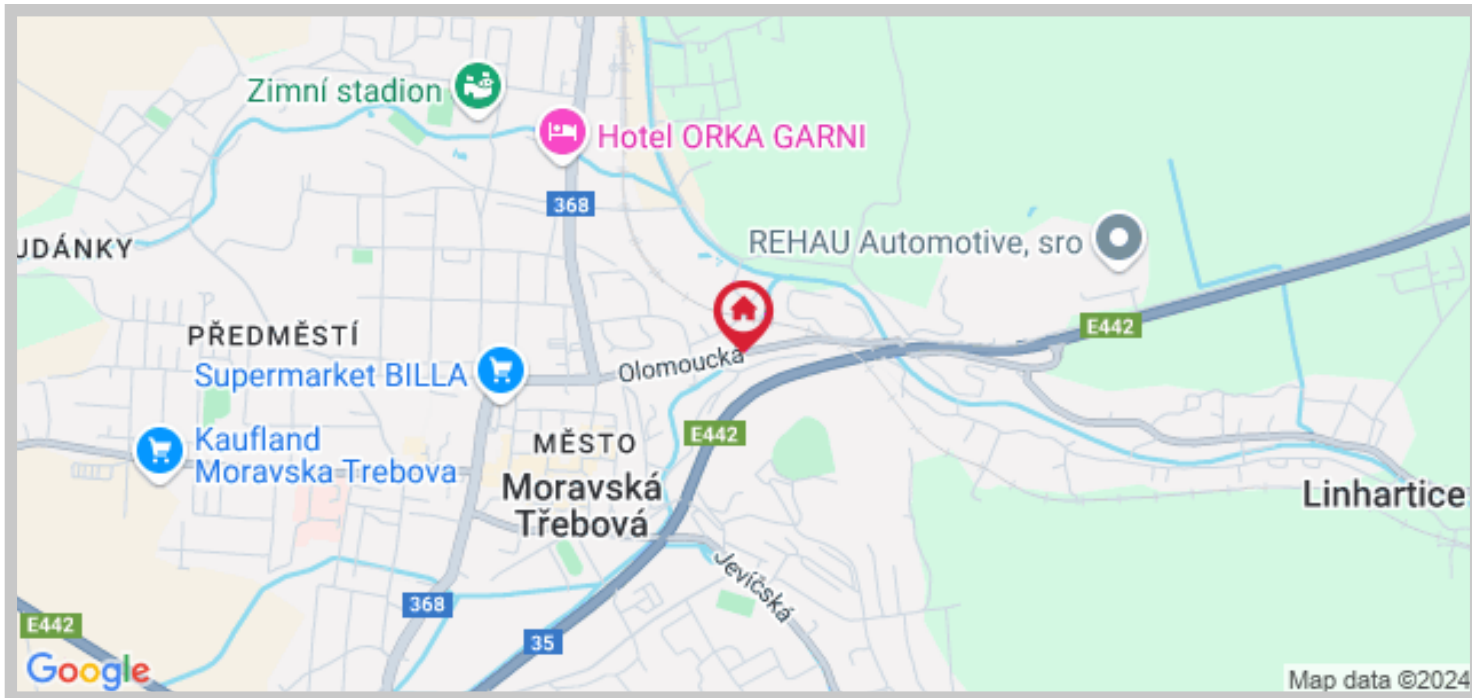 Zimní stadion
Hotel ORKA GARNI
368
UDÁNKY
REHAU Automotive, sro
E442
PŘEDMĚSTÍ
Supermarket BILLA
Olomoucká
Kaufland
Moravska Trebova
MĚSTO
E442
Moravská
Třebová
Linhartice
Jevíčská
368
E442
35
Google
Map data ©2024